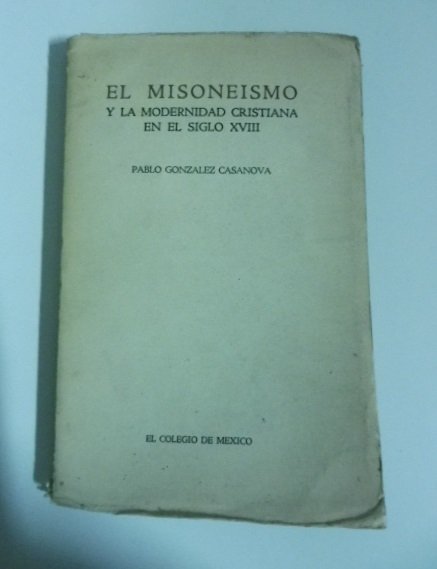 EL MISONEISMO
Y LA MODERNIDAD CRISTIANA
EN EL SIGLO XVIII
PABLO GONZALEZ CASANOVA
EL COLEGIO DE MEXICO